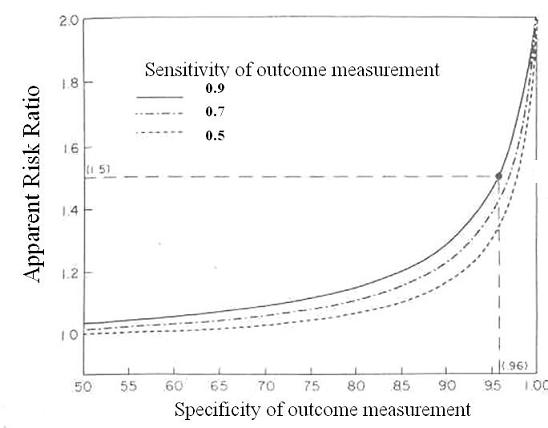 2.0
1.8
1.6
1.4
1.2
1.0
(1.5)
Apparent Risk Ratio
Sensitivity of outcome measurement
0.9
0.7
0.5
(.96)
.50 .55 .60 .65 .70 .75 .80 .85 .90 .95 1.00
Specificity of outcome measurement